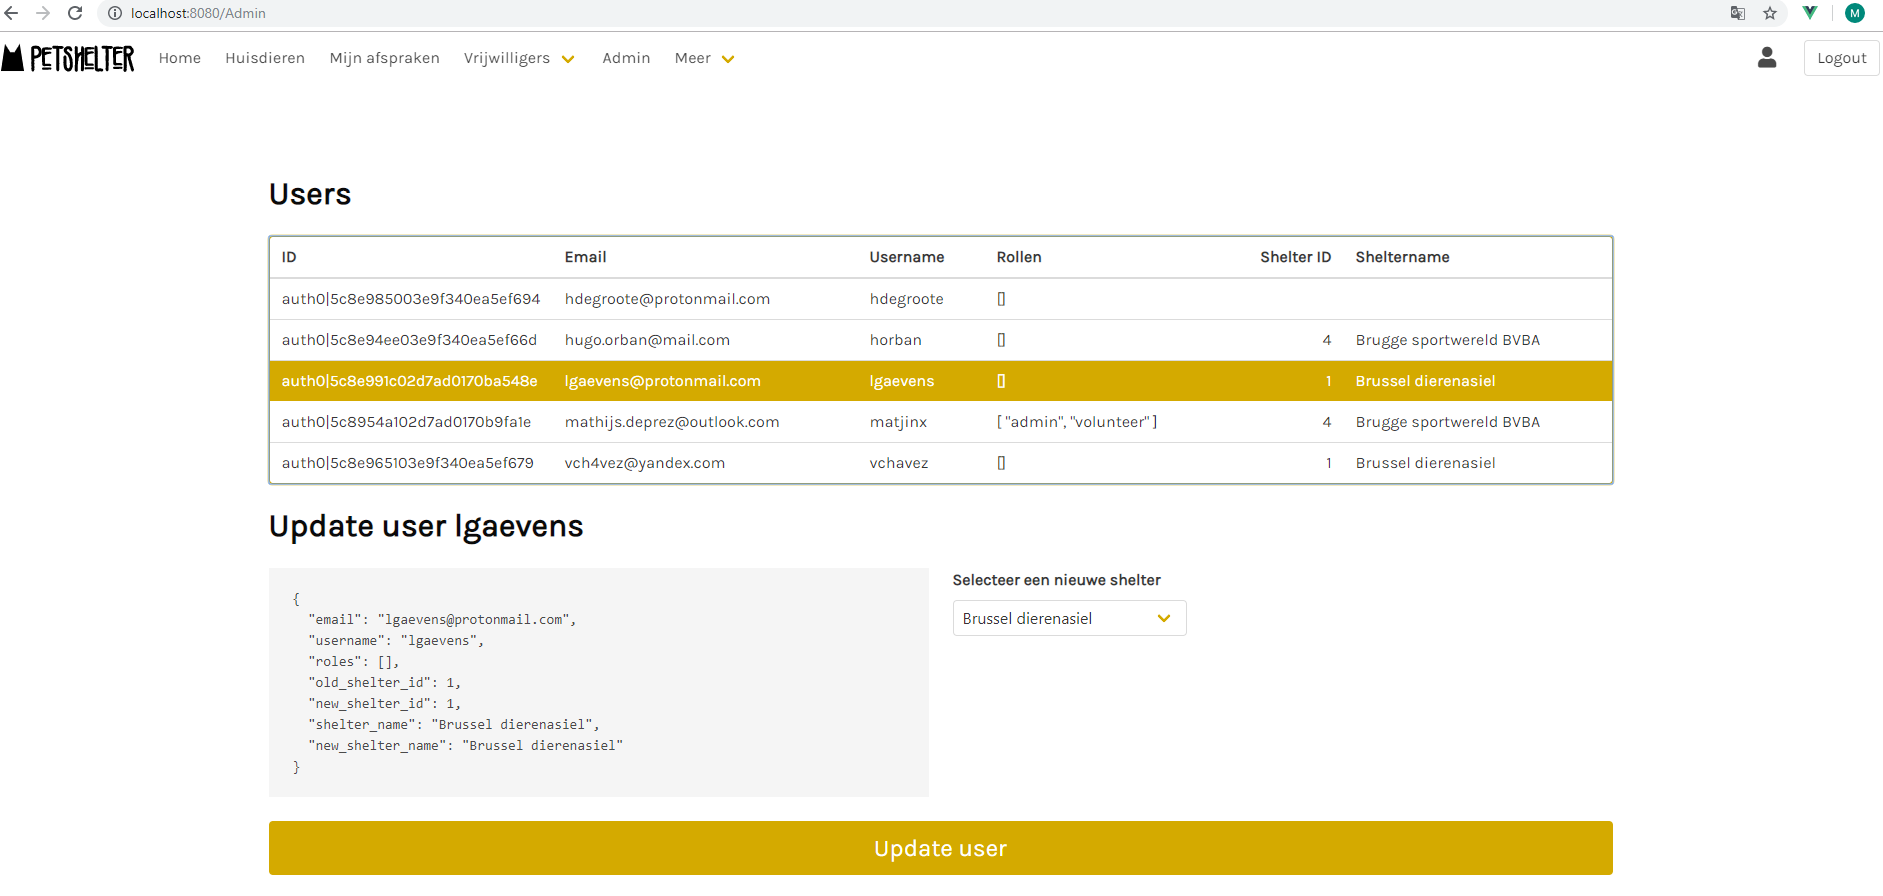 localhost:8080/Admin
M
PETSHELTER Home Huisdieren Mijn afspraken Vrijwilligers Admin Meer Logout
Users
ID Email Username Rollen Shelter ID Sheltername
auth0|5c8e985003e9f340ea5ef694 hdegroote@protonmail.com hdegroote []
auth0|5c8e94ee03e9f340ea5ef66d hugo.orban@mail.com horban [] 4 Brugge sportwereld BVBA
auth0|5c8e991c02d7ad0170ba548e lgaevens@protonmail.com lgaevens [] 1 Brussel dierenasiel
auth0|5c8954a102d7ad0170b9fa1e mathijs.deprez@outlook.com matjinx [ "admin", "volunteer" ] 4 Brugge sportwereld BVBA
auth0|5c8e965103e9f340ea5ef679 vch4vez@yandex.com vchavez [] 1 Brussel dierenasiel
Update user lgaevens
{
"email": "lgaevens@protonmail.com",
"username": "lgaevens",
"roles": [],
"old_shelter_id": 1,
"new_shelter_id": 1,
"shelter_name": "Brussel dierenasiel",
"new_shelter_name": "Brussel dierenasiel"
}
Selecteer een nieuwe shelter
Brussel dierenasiel
Update user